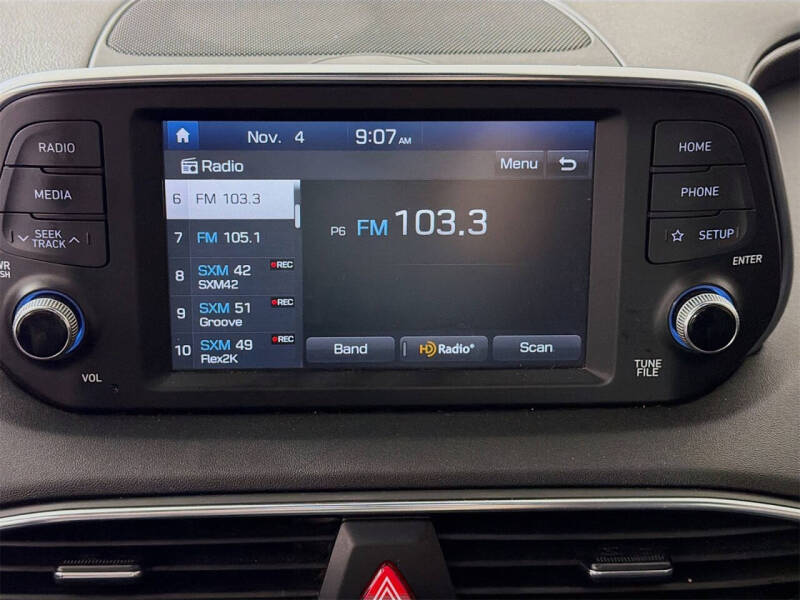 Nov. 4 9:07 AM
Radio Menu
6 FM 103.3
7 FM 105.1
8 SXM 42 REC
SXM42
9 SXM 51 REC
Groove
10 SXM 49 REC
Flex2K
P6 FM 103.3
Band HD Radio® Scan
RADIO
MEDIA
SEEK
TRACK
VOL
HOME
PHONE
SETUP
ENTER
TUNE
FILE